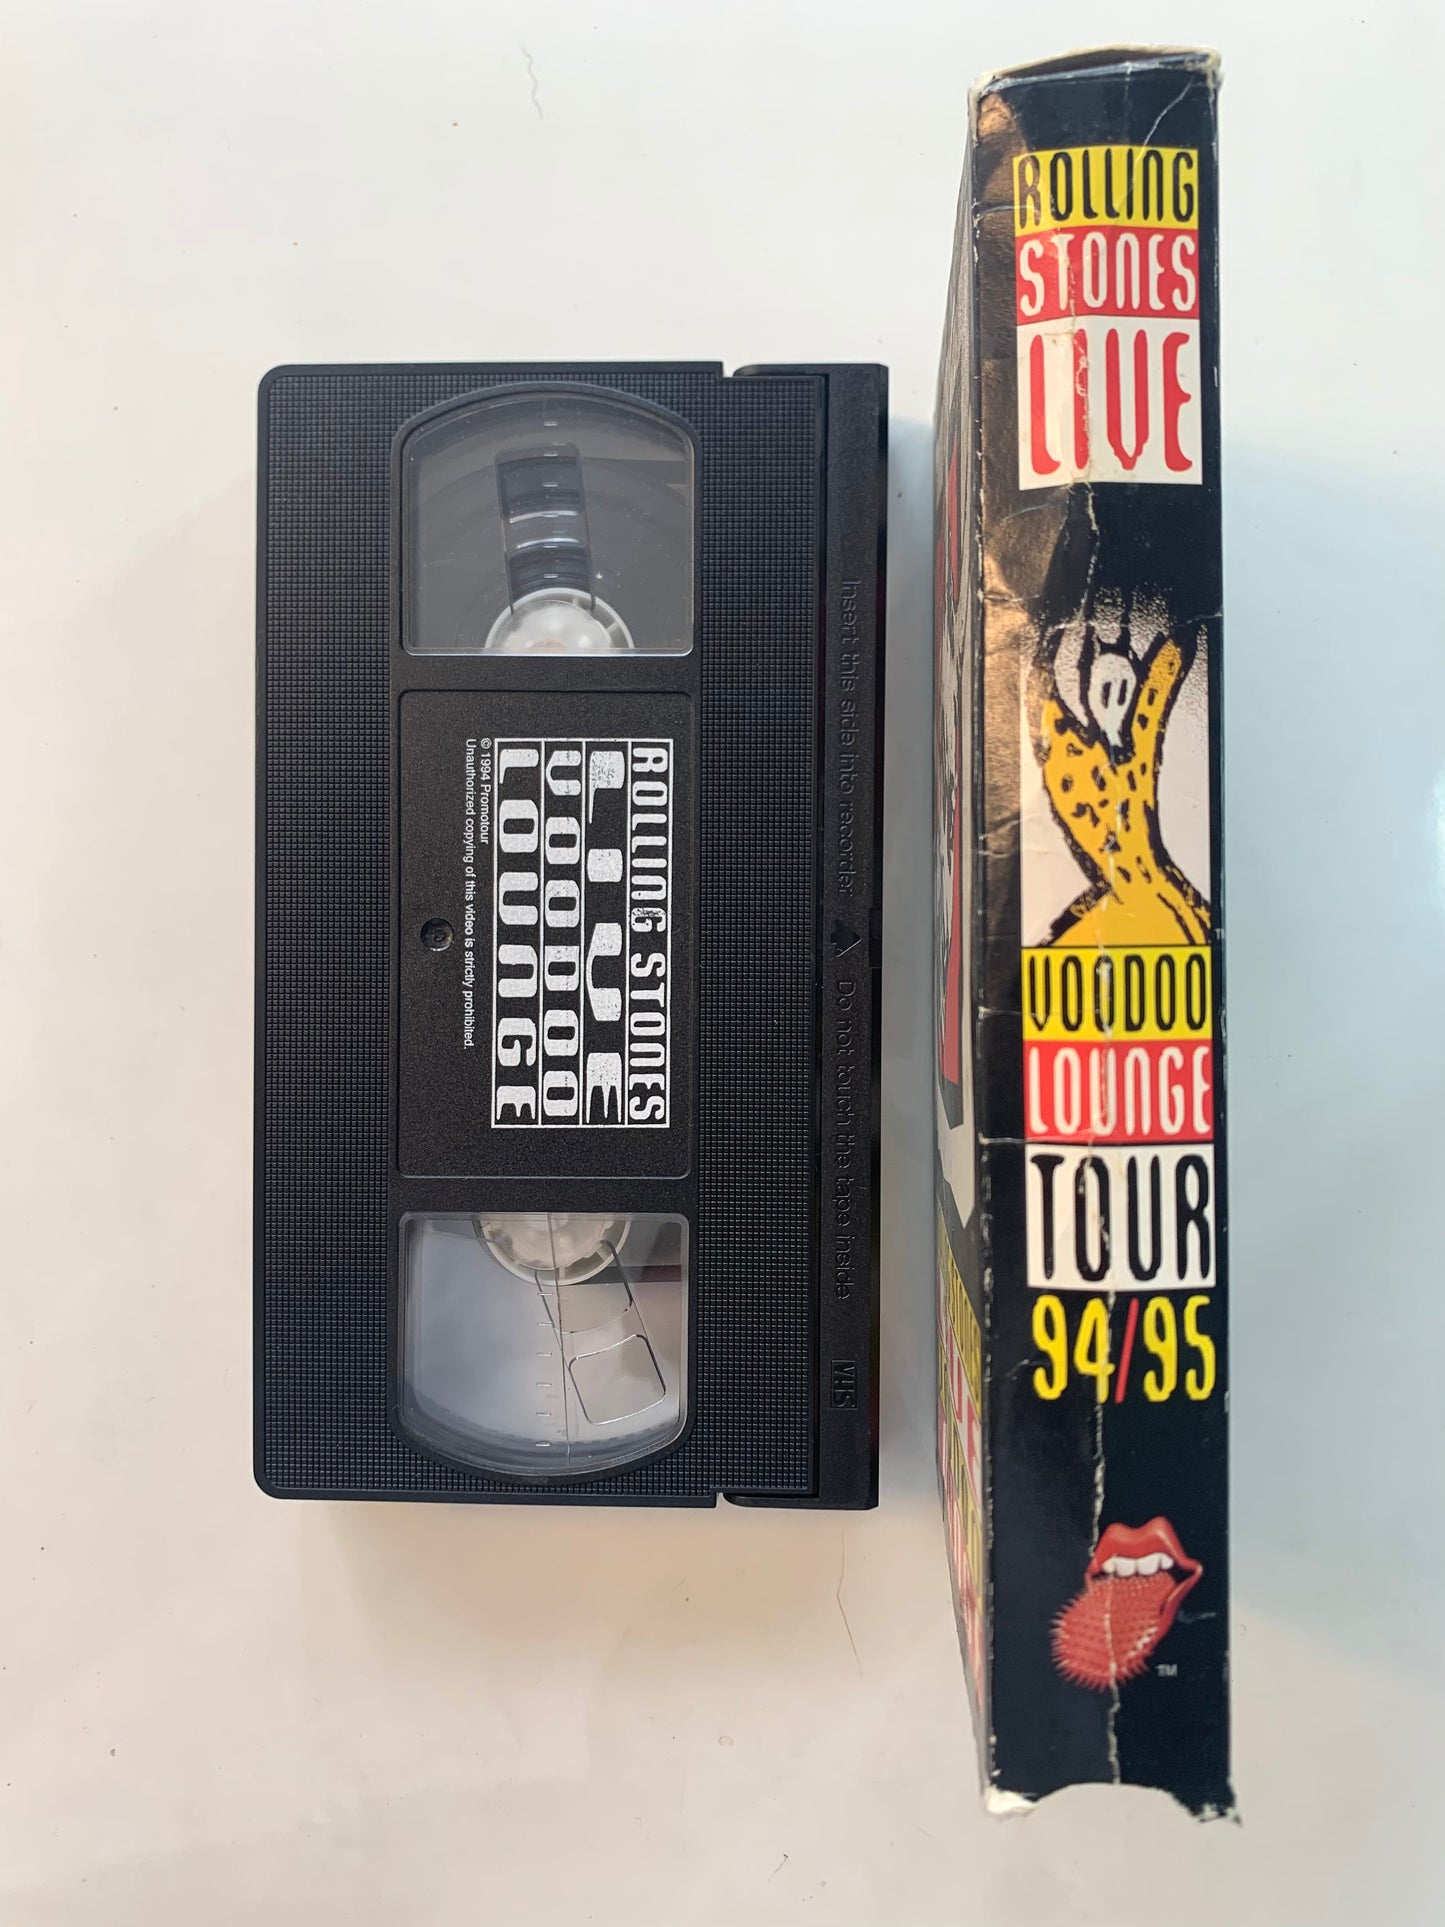 ROLLING STONES
LIVE
VOODOO
LOUNGE
© 1994 Promotour
Unauthorized copying of this video is strictly prohibited.
Insert this side into recorder
Do not touch the tape inside
VHS
ROLLING
STONES
LIVE
TM
VOODOO
LOUNGE
TOUR
94/95
TM